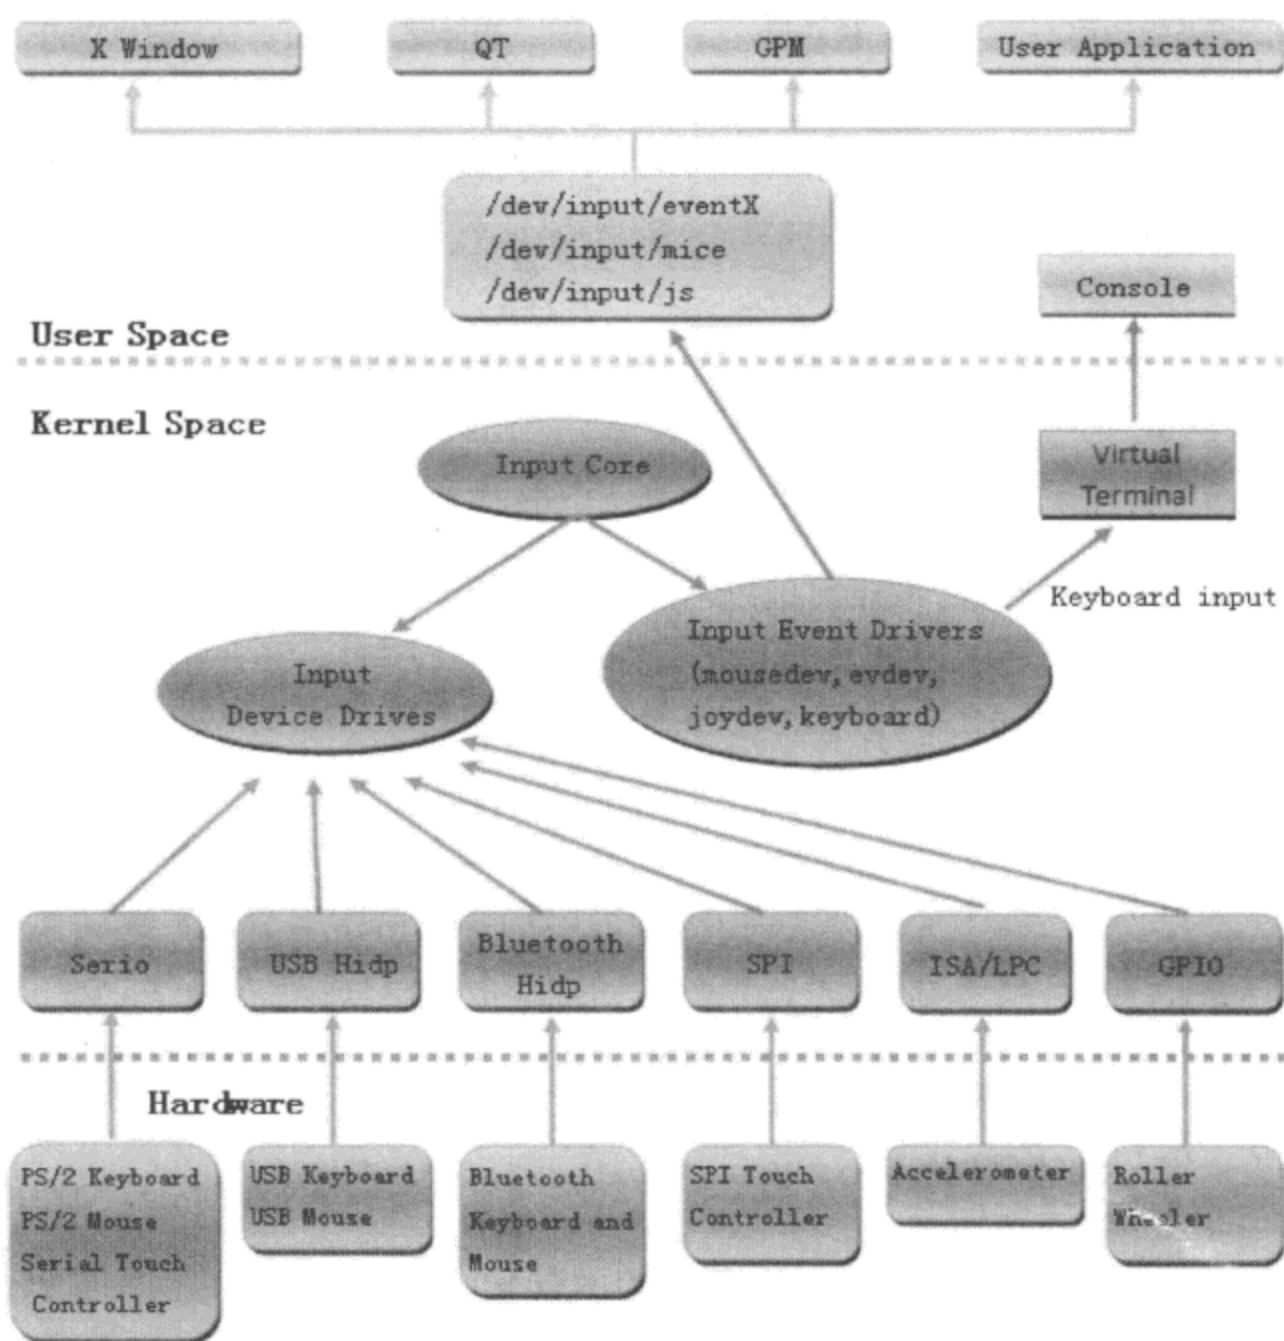 X Window
QT
GPM
User Application
/dev/input/eventX
/dev/input/mice
/dev/input/js
Console
User Space
Kernel Space
Input Core
Virtual
Terminal
Keyboard input
Input Event Drivers
(mousedev, evdev,
joydev, keyboard)
Input
Device Drives
Serio
USB Hidp
Bluetooth
Hidp
SPI
ISA/LPC
GPIO
Hardware
PS/2 Keyboard
PS/2 Mouse
Serial Touch
Controller
USB Keyboard
USB Mouse
Bluetooth
Keyboard and
Mouse
SPI Touch
Controller
Accelerometer
Roller
Wheeler